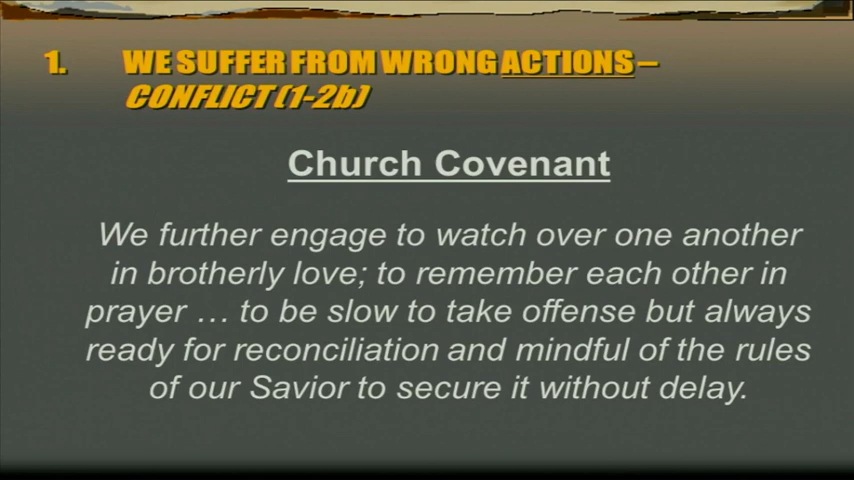 1. WE SUFFER FROM WRONG ACTIONS –
CONFLICT (1-2b)
Church Covenant
We further engage to watch over one another
in brotherly love; to remember each other in
prayer … to be slow to take offense but always
ready for reconciliation and mindful of the rules
of our Savior to secure it without delay.